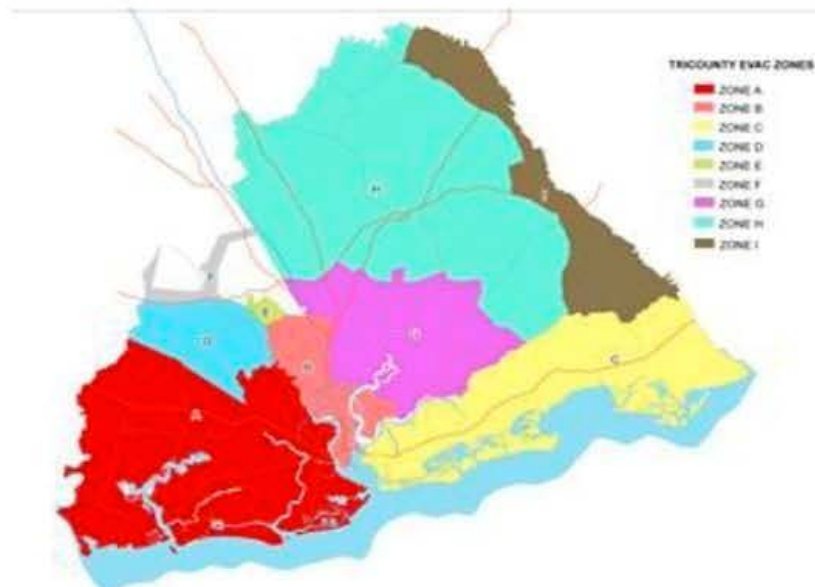 TRICOUNTY EVAC ZONES
ZONE A
ZONE B
ZONE C
ZONE D
ZONE E
ZONE F
ZONE G
ZONE H
ZONE I
H
I
F
E
D
G
B
C
A